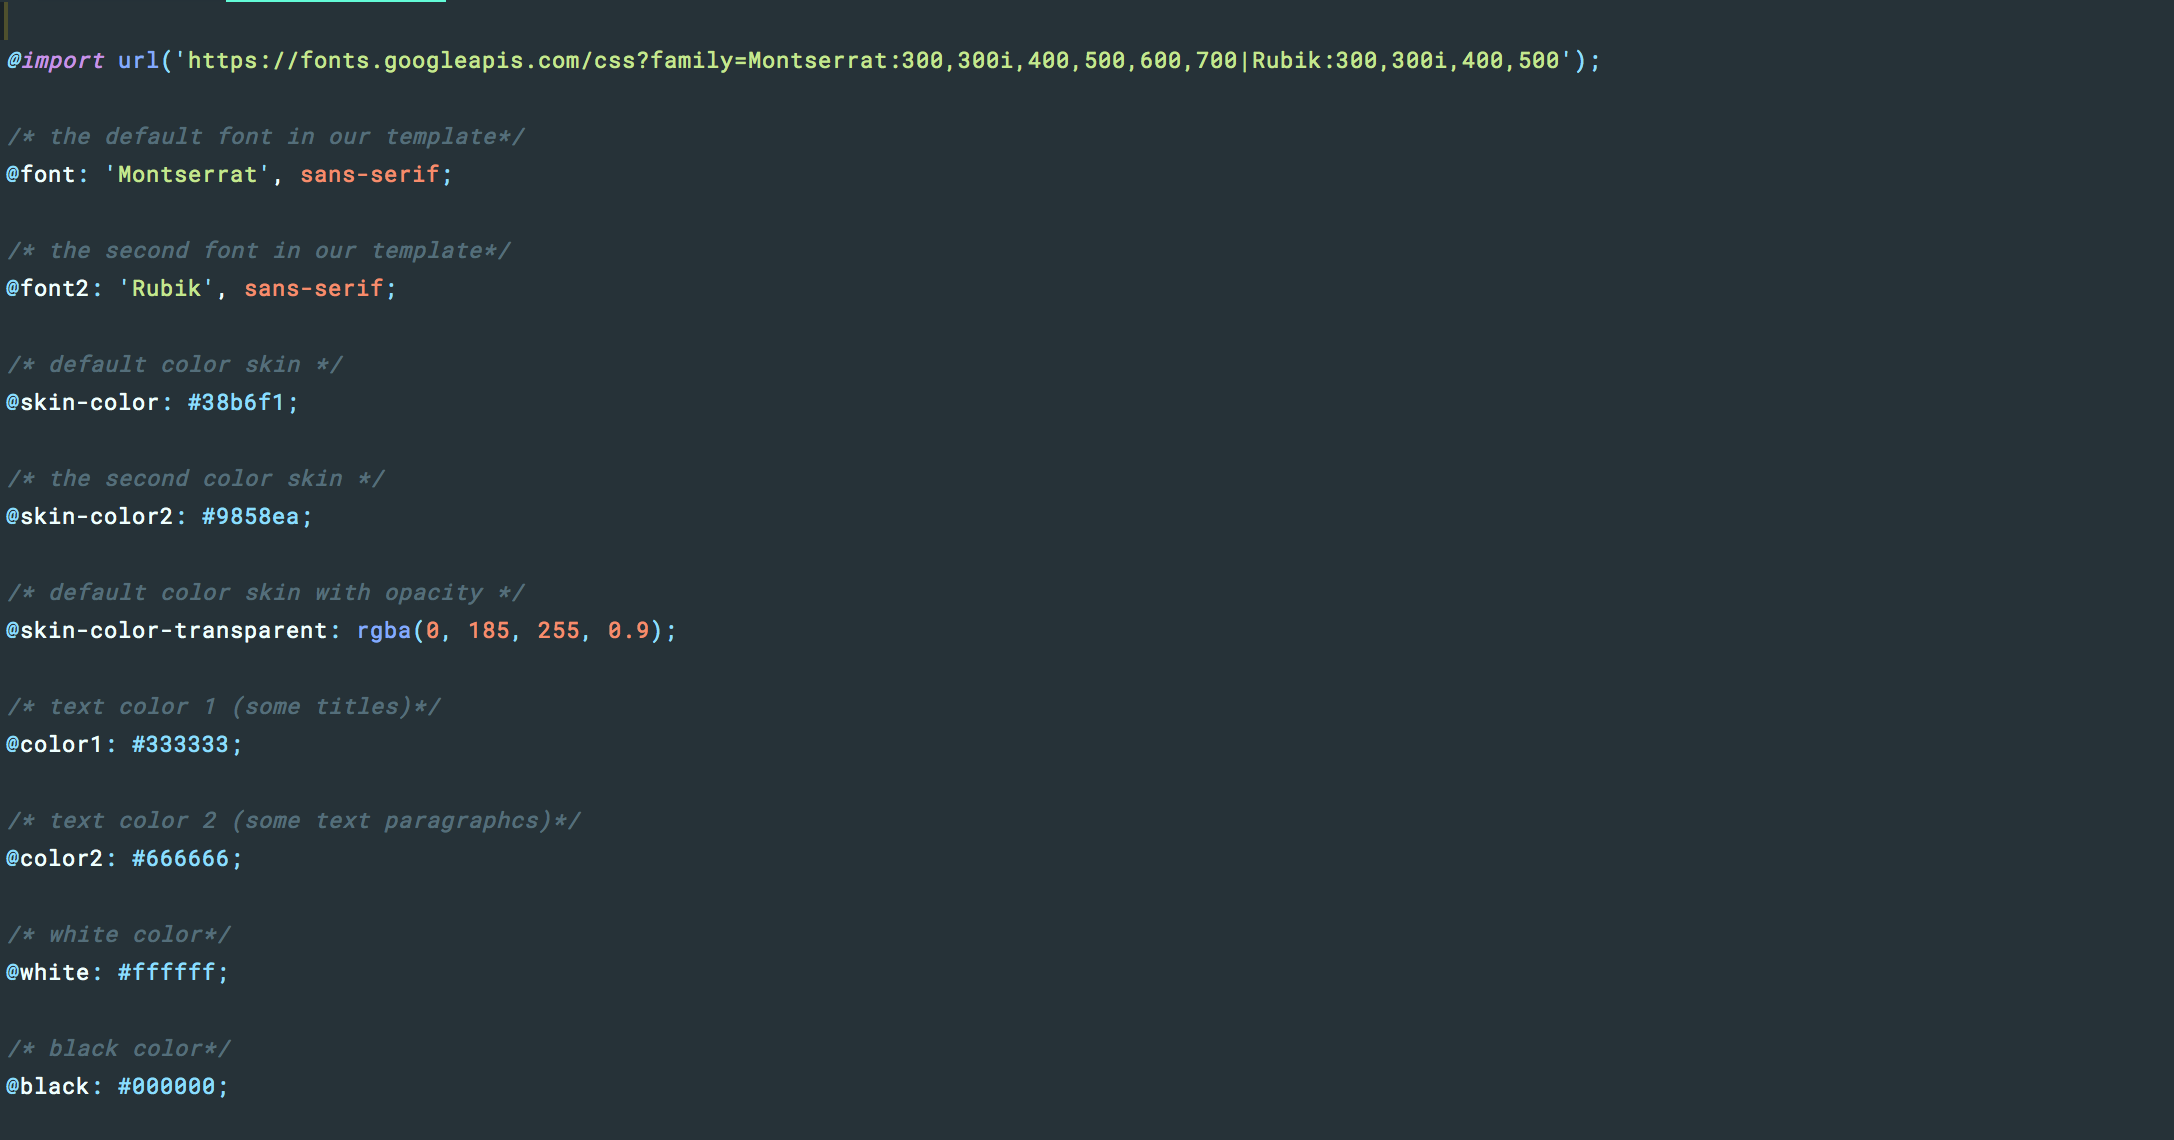 @import url('https://fonts.googleapis.com/css?family=Montserrat:300,300i,400,500,600,700|Rubik:300,300i,400,500');
/* the default font in our template*/
@font: 'Montserrat', sans-serif;
/* the second font in our template*/
@font2: 'Rubik', sans-serif;
/* default color skin */
@skin-color: #38b6f1;
/* the second color skin */
@skin-color2: #9858ea;
/* default color skin with opacity */
@skin-color-transparent: rgba(0, 185, 255, 0.9);
/* text color 1 (some titles)*/
@color1: #333333;
/* text color 2 (some text paragraphcs)*/
@color2: #666666;
/* white color*/
@white: #ffffff;
/* black color*/
@black: #000000;